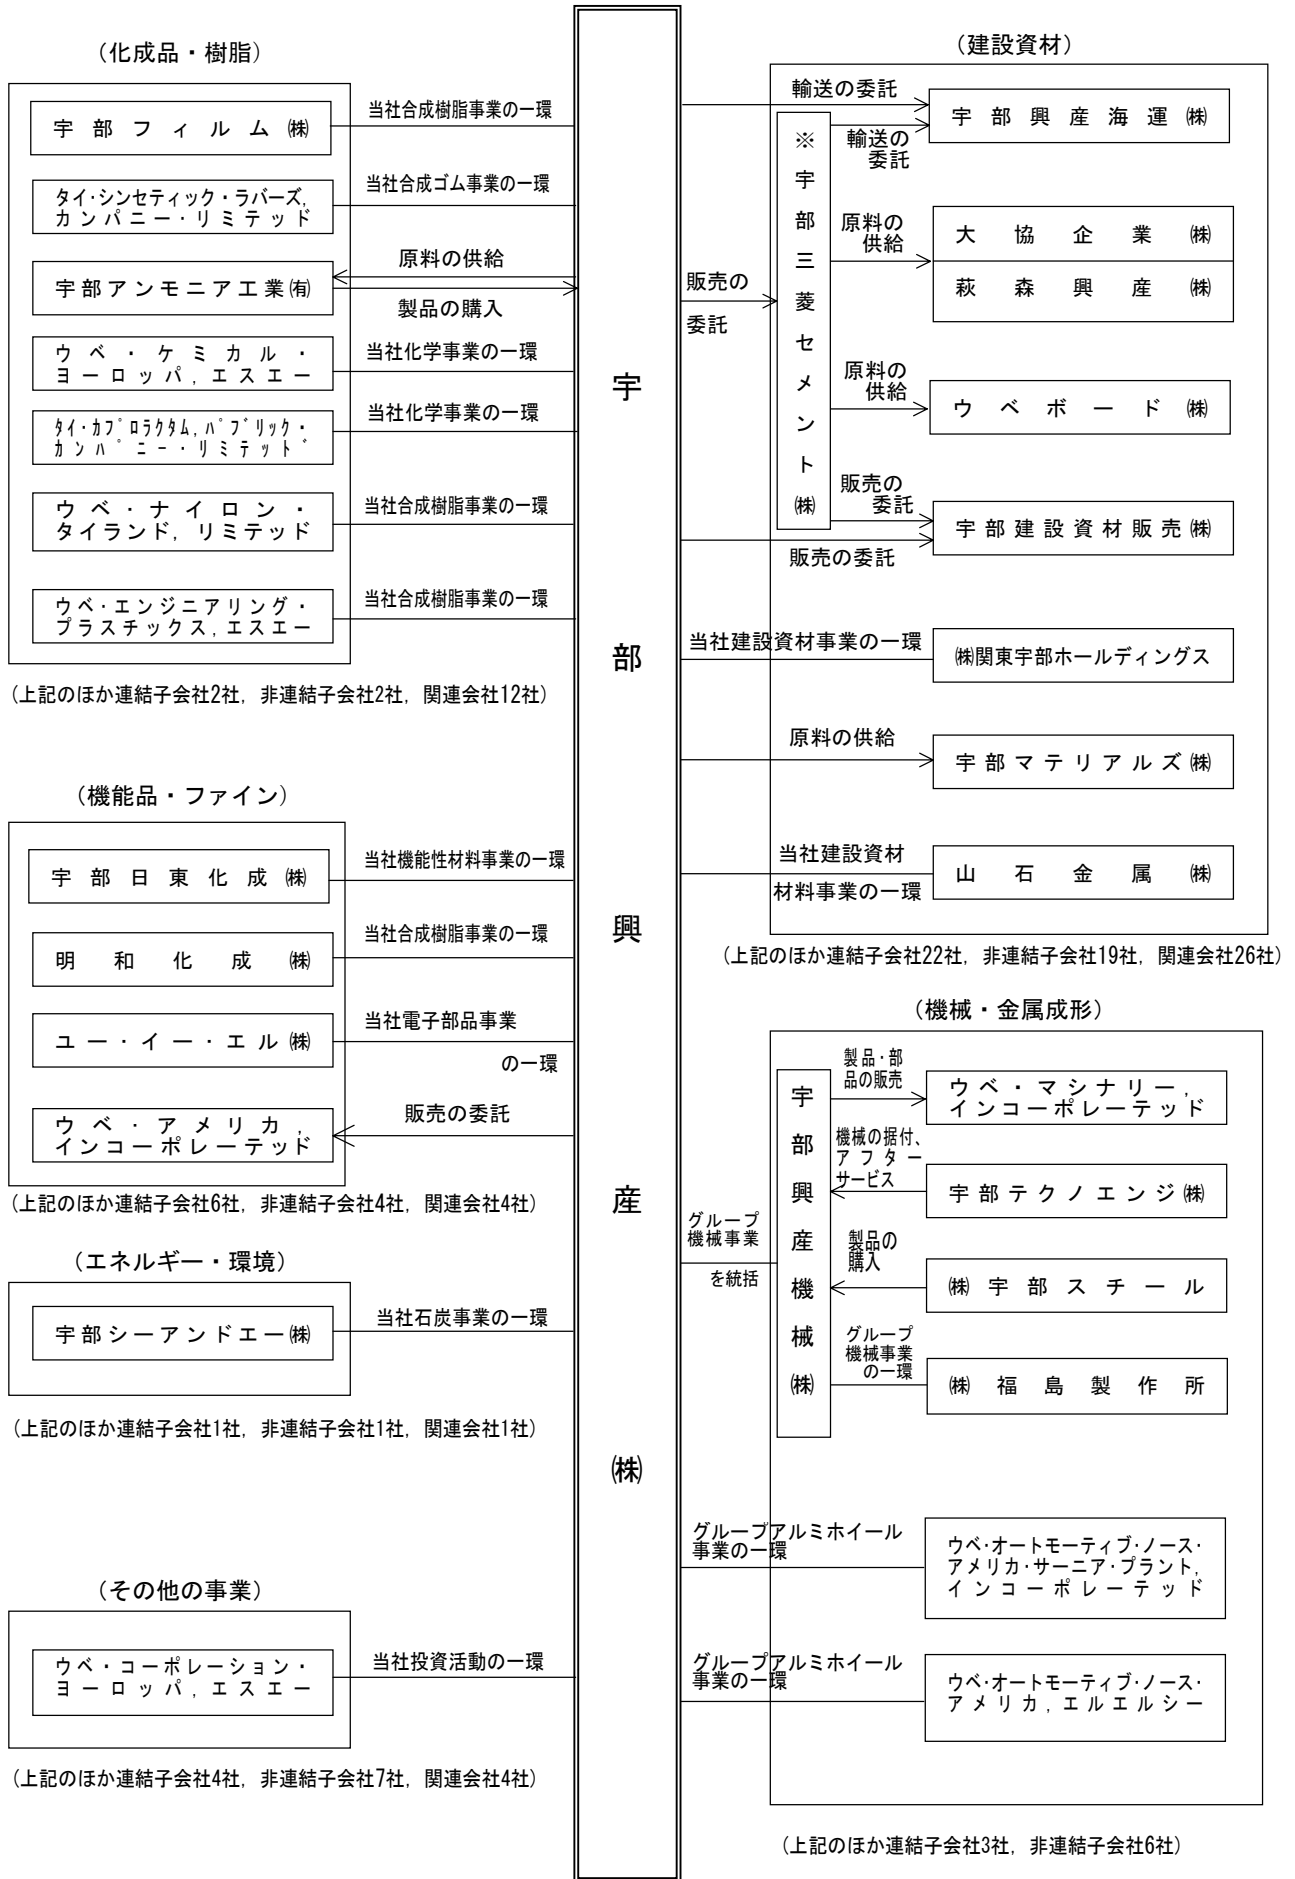 (化成品・樹脂)
宇部フィルム㈱
当社合成樹脂事業の一環
タイ・シンセティック・ラバーズ,
カンパニー・リミテッド
当社合成ゴム事業の一環
宇部アンモニア工業㈲
原料の供給
製品の購入
ウベ・ケミカル・
ヨーロッパ,エスエー
当社化学事業の一環
タイ・カプロラクタム,パブリック・
カンパニー・リミテッド
当社化学事業の一環
ウベ・ナイロン・
タイランド,リミテッド
当社合成樹脂事業の一環
ウベ・エンジニアリング・
プラスチックス,エスエー
当社合成樹脂事業の一環
(上記のほか連結子会社2社,非連結子会社2社,関連会社12社)
(機能品・ファイン)
宇部日東化成㈱
当社機能性材料事業の一環
明和化成㈱
当社合成樹脂事業の一環
ユー・イー・エル㈱
当社電子部品事業
の一環
ウベ・アメリカ,
インコーポレーテッド
販売の委託
(上記のほか連結子会社6社,非連結子会社4社,関連会社4社)
(エネルギー・環境)
宇部シーアンドエー㈱
当社石炭事業の一環
(上記のほか連結子会社1社,非連結子会社1社,関連会社1社)
(その他の事業)
ウベ・コーポレーション・
ヨーロッパ,エスエー
当社投資活動の一環
(上記のほか連結子会社4社,非連結子会社7社,関連会社4社)
宇部興産㈱
(建設資材)
輸送の委託
宇部興産海運㈱
輸送の
委託
※宇部三菱セメント㈱
販売の
委託
原料の
供給
大協企業㈱
萩森興産㈱
原料の
供給
ウベボード㈱
販売の
委託
宇部建設資材販売㈱
販売の委託
当社建設資材事業の一環
㈱関東宇部ホールディングス
原料の供給
宇部マテリアルズ㈱
当社建設資材
材料事業の一環
山石金属㈱
(上記のほか連結子会社22社,非連結子会社19社,関連会社26社)
(機械・金属成形)
グループ
機械事業
を統括
宇部興産機械㈱
製品・部
品の販売
ウベ・マシナリー,
インコーポレーテッド
機械の据付、
アフター
サービス
宇部テクノエンジ㈱
製品の
購入
㈱宇部スチール
グループ
機械事業
の一環
㈱福島製作所
グループアルミホイール
事業の一環
ウベ・オートモーティブ・ノース・
アメリカ・サーニア・プラント,
インコーポレーテッド
グループアルミホイール
事業の一環
ウベ・オートモーティブ・ノース・
アメリカ,エルエルシー
(上記のほか連結子会社3社,非連結子会社6社)